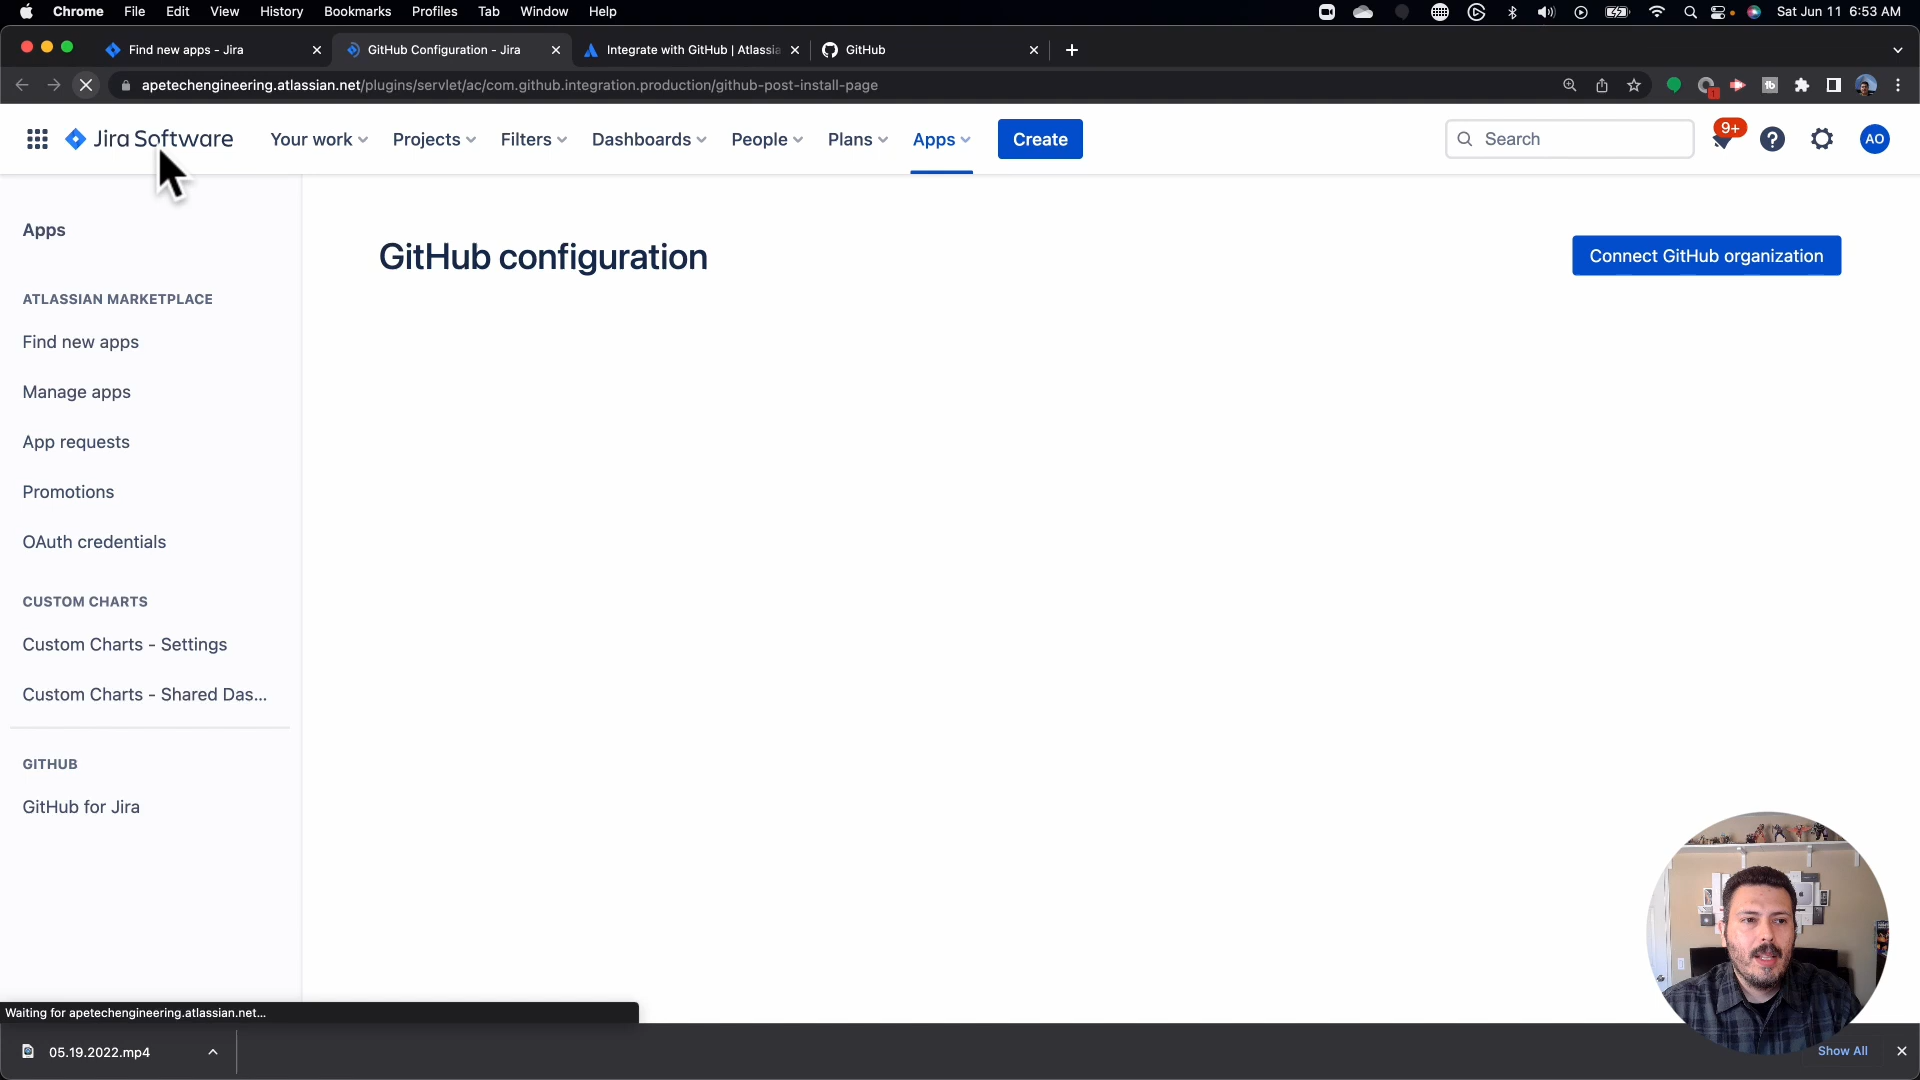 Chrome File Edit View History Bookmarks Profiles Tab Window Help Sat Jun 11 6:53 AM
Find new apps - Jira GitHub Configuration - Jira Integrate with GitHub | Atlassia GitHub
apetechengineering.atlassian.net/plugins/servlet/ac/com.github.integration.production/github-post-install-page
Jira Software Your work Projects Filters Dashboards People Plans Apps Create Search 9+ AO
Apps
GitHub configuration
Connect GitHub organization
ATLASSIAN MARKETPLACE
Find new apps
Manage apps
App requests
Promotions
OAuth credentials
CUSTOM CHARTS
Custom Charts - Settings
Custom Charts - Shared Das...
GITHUB
GitHub for Jira
Waiting for apetechengineering.atlassian.net...
05.19.2022.mp4
Show All